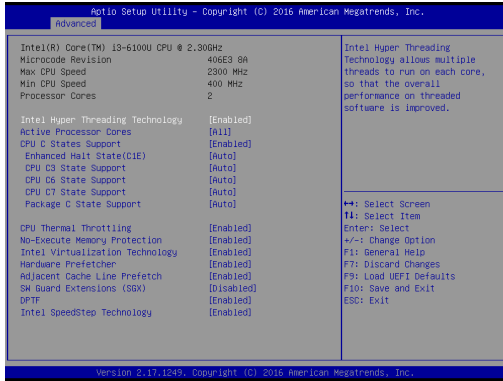 Aptio Setup Utility – Copyright (C) 2016 American Megatrends, Inc.
Advanced
Intel(R) Core(TM) i3-6100U CPU @ 2.30GHz
Microcode Revision 406E3 8A
Max CPU Speed 2300 MHz
Min CPU Speed 400 MHz
Processor Cores 2
Intel Hyper Threading Technology [Enabled]
Active Processor Cores [All]
CPU C States Support [Enabled]
Enhanced Halt State(C1E) [Auto]
CPU C3 State Support [Auto]
CPU C6 State Support [Auto]
CPU C7 State Support [Auto]
Package C State Support [Auto]
CPU Thermal Throttling [Enabled]
No-Execute Memory Protection [Enabled]
Intel Virtualization Technology [Enabled]
Hardware Prefetcher [Enabled]
Adjacent Cache Line Prefetch [Enabled]
SW Guard Extensions (SGX) [Disabled]
DPTF [Enabled]
Intel SpeedStep Technology [Enabled]
Intel Hyper Threading
Technology allows multiple
threads to run on each core,
so that the overall
performance on threaded
software is improved.
↔: Select Screen
↑↓: Select Item
Enter: Select
+/-: Change Option
F1: General Help
F7: Discard Changes
F9: Load UEFI Defaults
F10: Save and Exit
ESC: Exit
Version 2.17.1249. Copyright (C) 2016 American Megatrends, Inc.